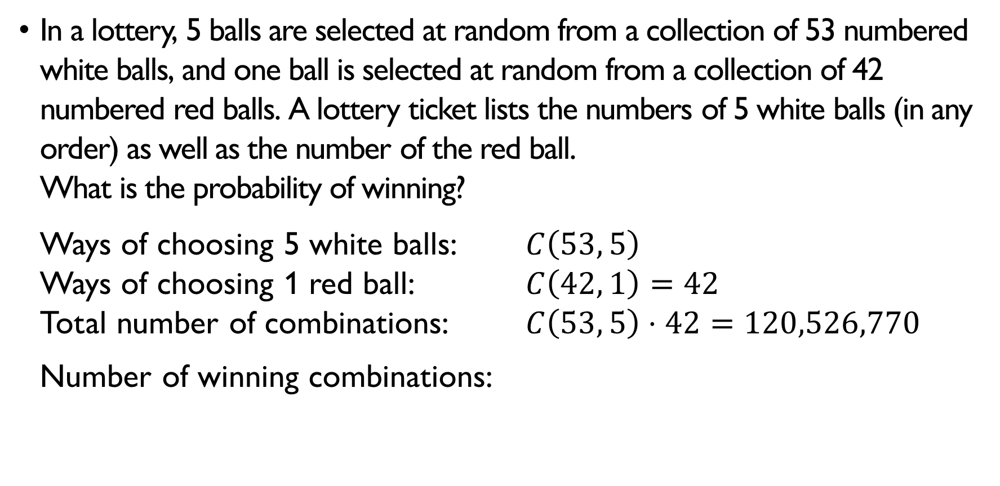 • In a lottery, 5 balls are selected at random from a collection of 53 numbered
white balls, and one ball is selected at random from a collection of 42
numbered red balls. A lottery ticket lists the numbers of 5 white balls (in any
order) as well as the number of the red ball.
What is the probability of winning?
Ways of choosing 5 white balls: C(53, 5)
Ways of choosing 1 red ball: C(42, 1) = 42
Total number of combinations: C(53, 5) · 42 = 120,526,770
Number of winning combinations: